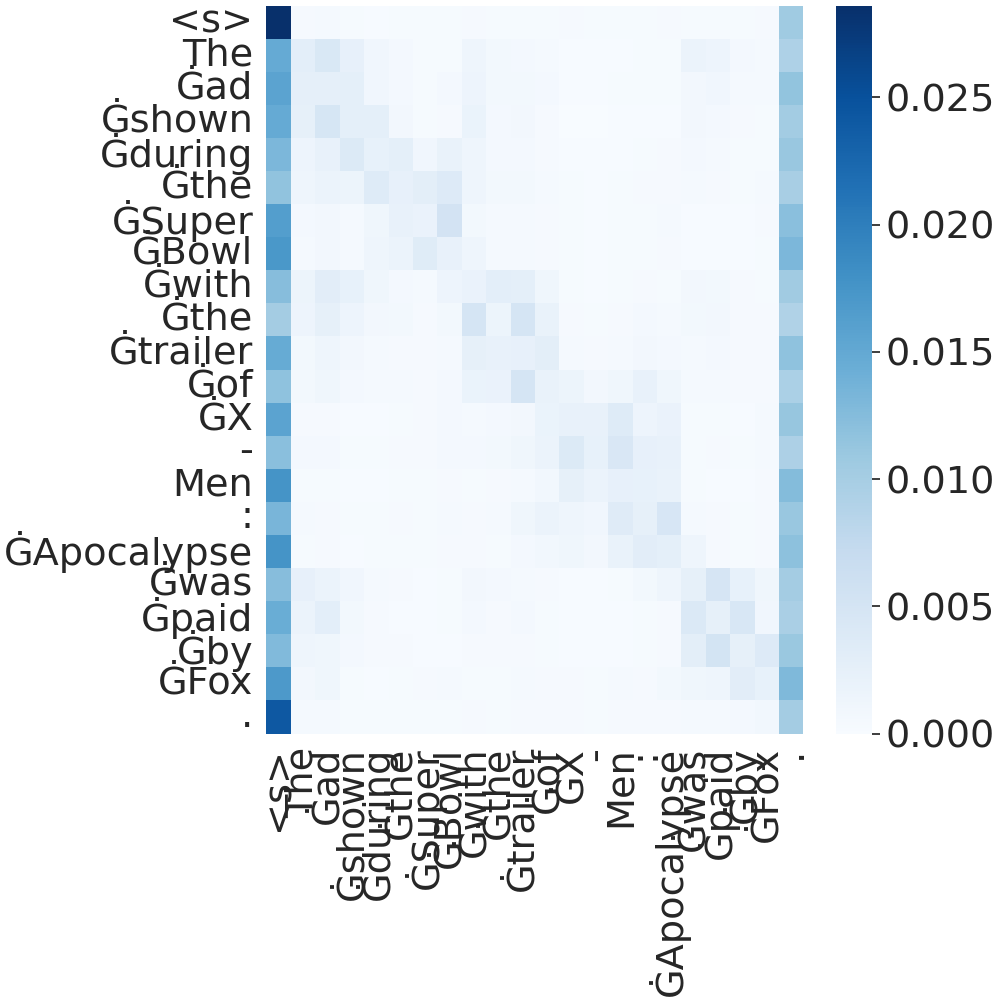 <s>
The
Ġad
Ġshown
Ġduring
Ġthe
ĠSuper
ĠBowl
Ġwith
Ġthe
Ġtrailer
Ġof
ĠX
-
Men
:
ĠApocalypse
Ġwas
Ġpaid
Ġby
ĠFox
.
<s>
The
Ġad
Ġshown
Ġduring
Ġthe
ĠSuper
ĠBowl
Ġwith
Ġthe
Ġtrailer
Ġof
ĠX
-
Men
:
ĠApocalypse
Ġwas
Ġpaid
Ġby
ĠFox
.
0.025
0.020
0.015
0.010
0.005
0.000